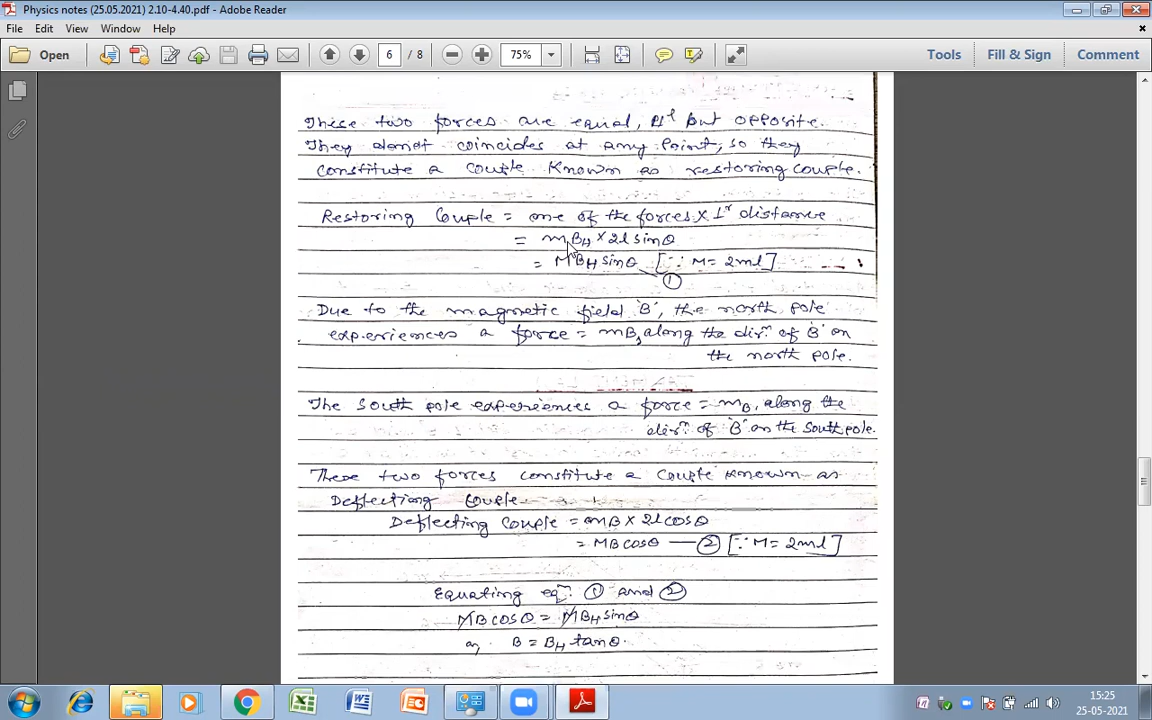 Physics notes (25.05.2021) 2.10-4.40.pdf - Adobe Reader
File Edit View Window Help
Open 6 / 8 75% Tools Fill & Sign Comment
These two forces are equal, 11el but opposite.
They donot coincides at any point, so they
constitute a couple known as restoring couple.
Restoring Couple = one of the forces × 1r distance
= mBH × 2l sinθ
= MBH sinθ [∵ M = 2ml]
①
Due to the magnetic field 'B', the north pole
experiences a force = mB, along the dirn of 'B' on
the north pole.
The south pole experiences a force = mB, along the
dirn of 'B' on the south pole.
These two forces constitute a couple known as
Deflecting Couple
Deflecting couple = mB × 2l cosθ
= MB cosθ — ② [∵ M = 2ml]
Equating eqn. ① and ②
MB cosθ = MBH sinθ
or, B = BH tanθ.
15:25
25-05-2021